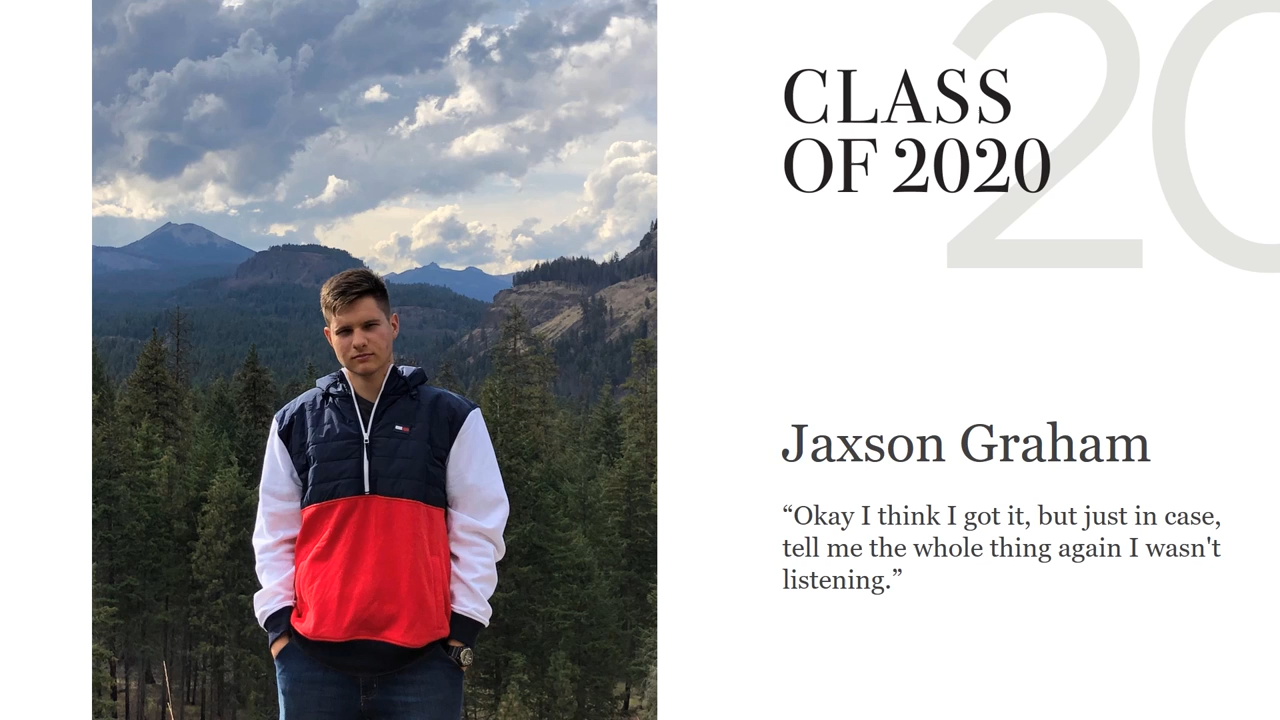 20
CLASS
OF 2020
Jaxson Graham
“Okay I think I got it, but just in case,
tell me the whole thing again I wasn't
listening.”